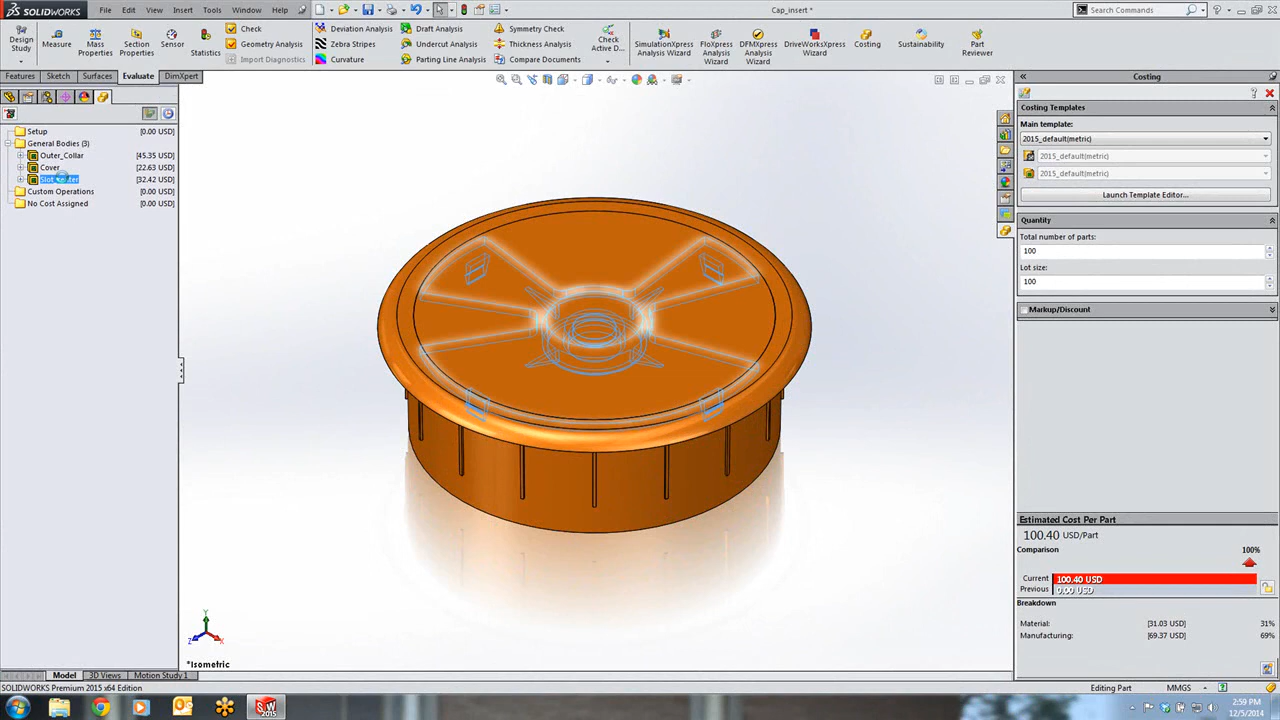 SOLIDWORKS File Edit View Insert Tools Window Help Cap_insert * Search Commands
Design Study Measure Mass Properties Section Properties Sensor Statistics
Check Deviation Analysis Draft Analysis Symmetry Check
Geometry Analysis Zebra Stripes Undercut Analysis Thickness Analysis
Import Diagnostics Curvature Parting Line Analysis Compare Documents
Check Active D... SimulationXpress Analysis Wizard FloXpress Analysis Wizard DFMXpress Analysis Wizard DriveWorksXpress Wizard Costing Sustainability Part Reviewer
Features Sketch Surfaces Evaluate DimXpert
Setup [0.00 USD]
General Bodies (3)
Outer_Collar [45.35 USD]
Cover [22.63 USD]
[32.42 USD]
Custom Operations [0.00 USD]
No Cost Assigned [0.00 USD]
*Isometric
Y
Z
X
Costing
Costing Templates
Main template:
2015_default(metric)
2015_default(metric)
2015_default(metric)
Launch Template Editor...
Quantity
Total number of parts:
100
Lot size:
100
Markup/Discount
Estimated Cost Per Part
100.40 USD/Part
Comparison 100%
Current 100.40 USD
Previous 0.00 USD
Breakdown
Material: [31.03 USD] 31%
Manufacturing: [69.37 USD] 69%
Model 3D Views Motion Study 1
SOLIDWORKS Premium 2015 x64 Edition Editing Part MMGS
SW 2015
2:59 PM
12/5/2014